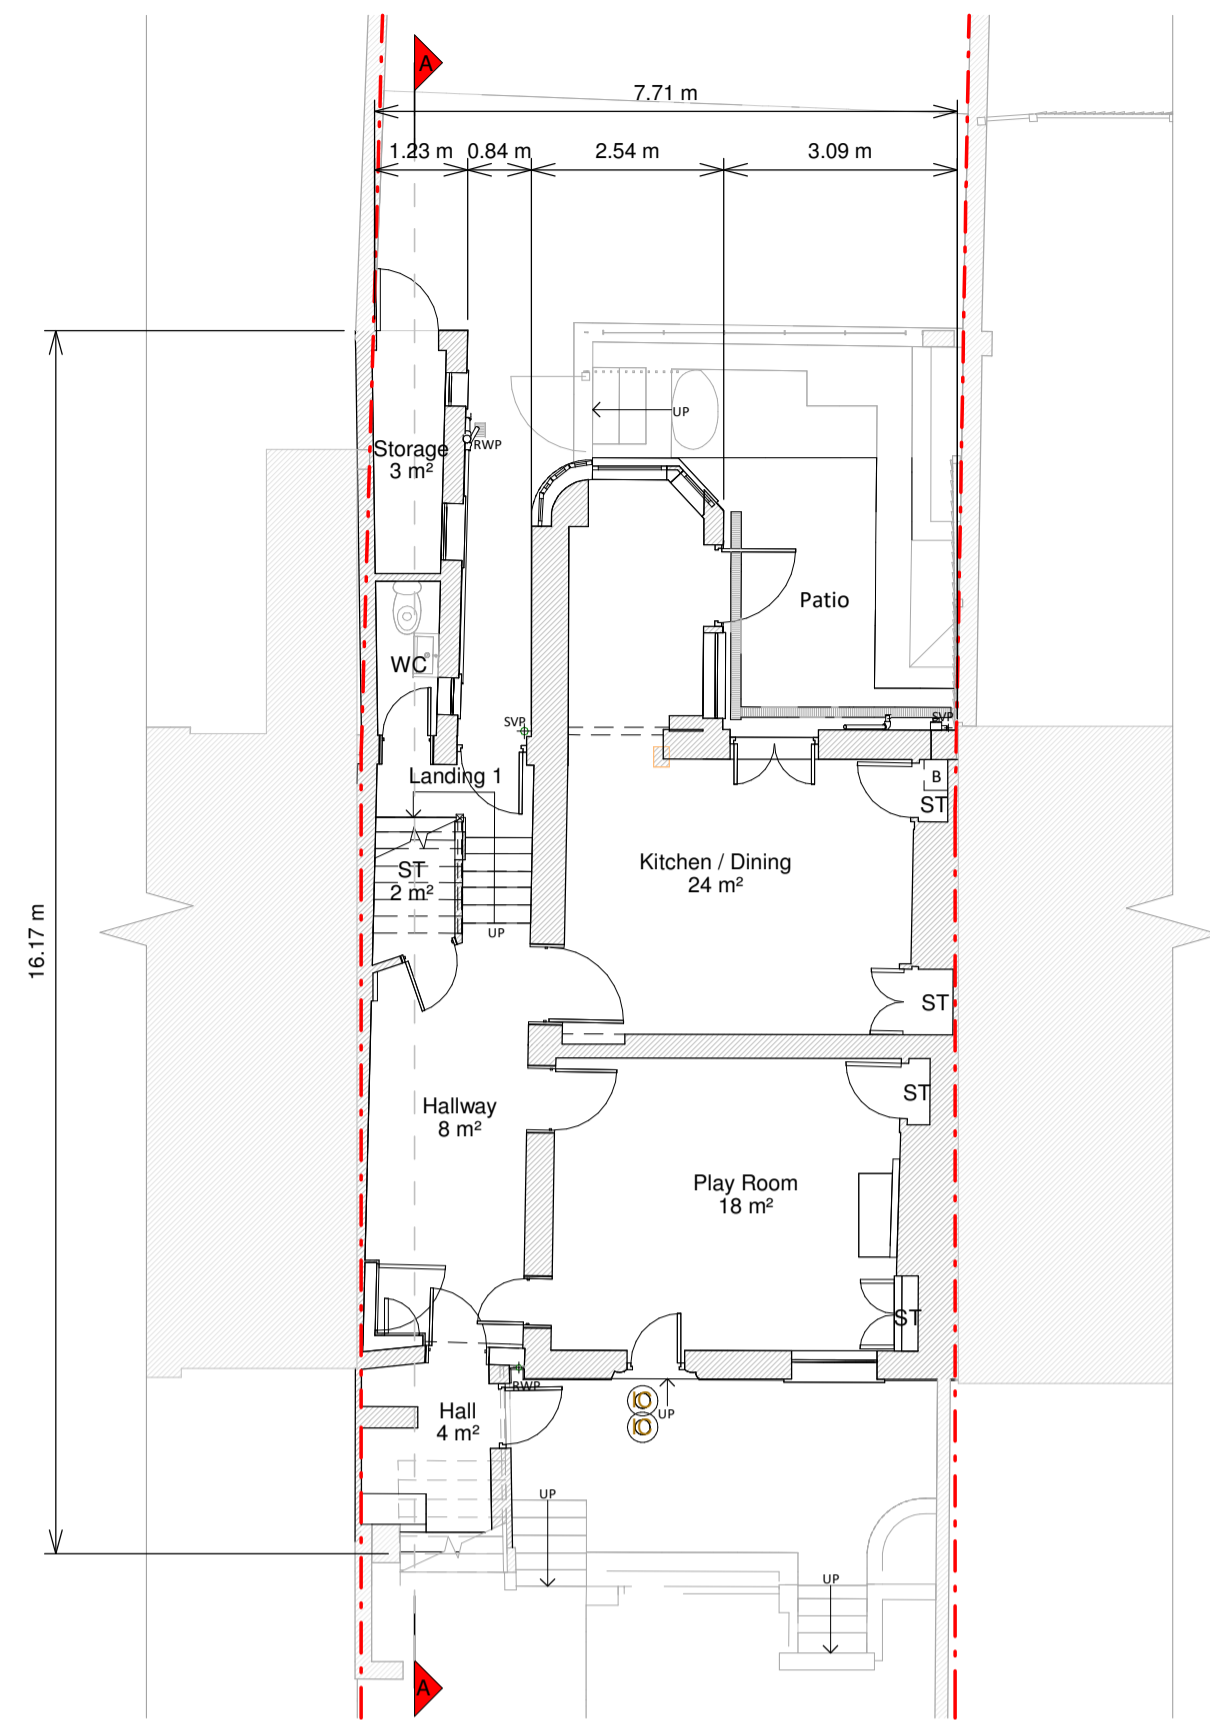 A
7.71 m
1.23 m 0.84 m 2.54 m 3.09 m
16.17 m
Storage
3 m²
RWP
UP
WC
Patio
SVP
SVP
Landing 1
B
ST
ST
2 m²
UP
Kitchen / Dining
24 m²
ST
Hallway
8 m²
ST
Play Room
18 m²
ST
RWP
IC
IC
UP
Hall
4 m²
UP
UP
A